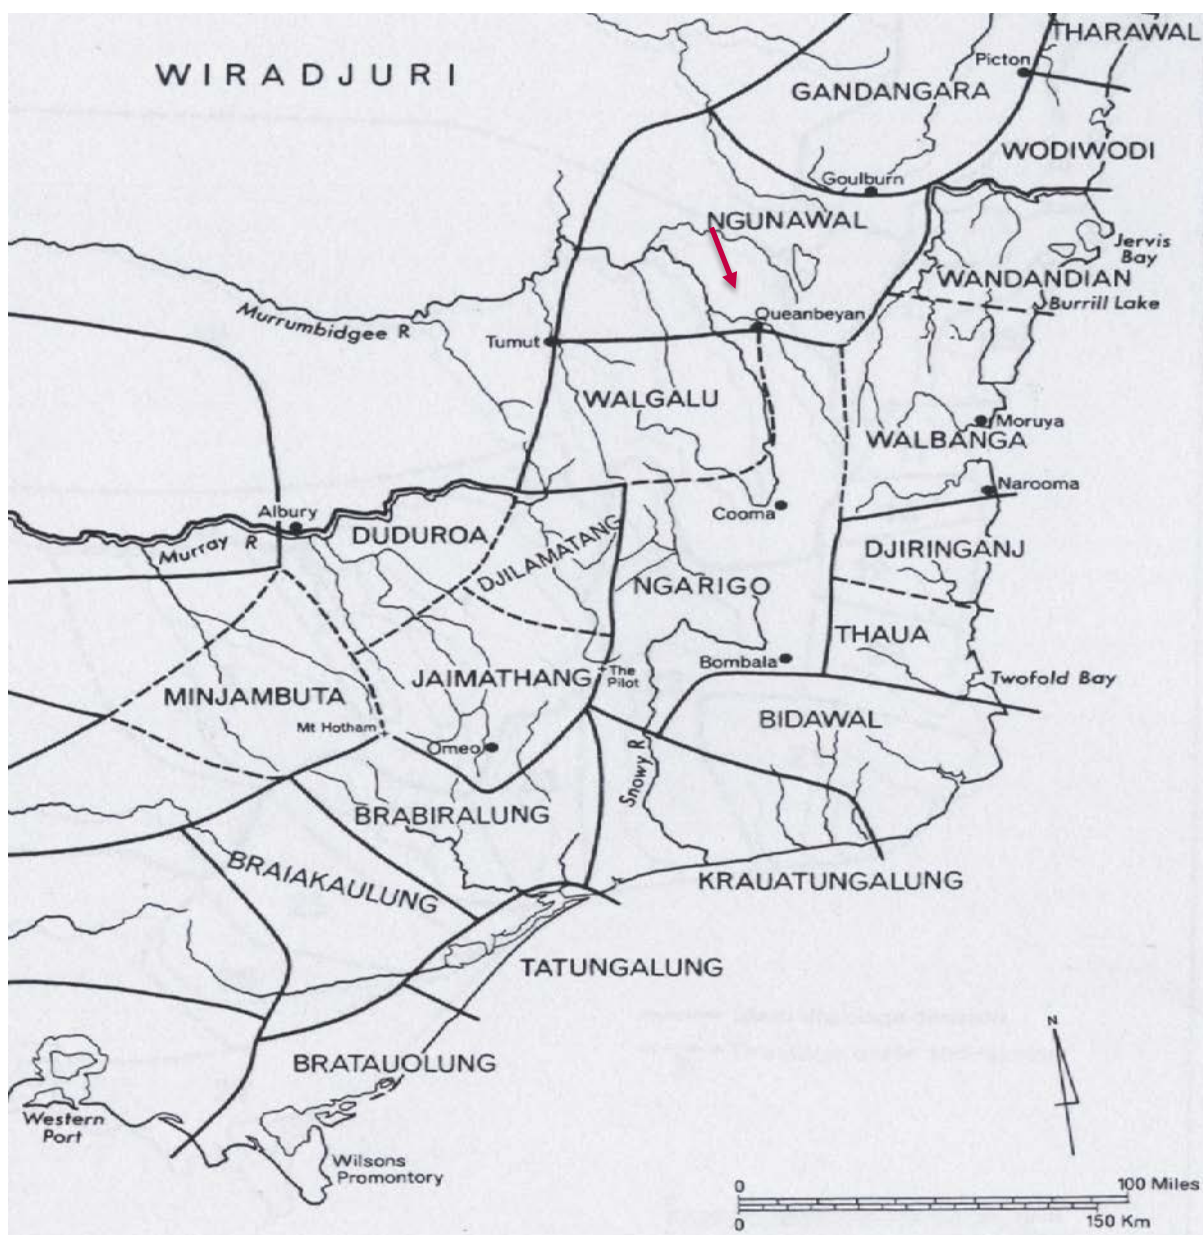 THARAWAL
Picton
WIRADJURI
GANDANGARA
WODIWODI
Goulburn
NGUNAWAL
Jervis
Bay
WANDANDIAN
Burrill Lake
Murrumbidgee R
Queanbeyan
Tumut
WALGALU
Moruya
WALBANGA
Narooma
Albury
Cooma
DUDUROA
Murray R
DJILAMATANG
DJIRINGANJ
NGARIGO
THAUA
Bombala
JAIMATHANG
The
Pilot
Twofold Bay
MINJAMBUTA
BIDAWAL
Mt Hotham
Omeo
Snowy R
BRABIRALUNG
BRAIAKAULUNG
KRAUATUNGALUNG
TATUNGALUNG
N
BRATAUOLUNG
Western
Port
Wilsons
Promontory
0 100 Miles
0 150 Km